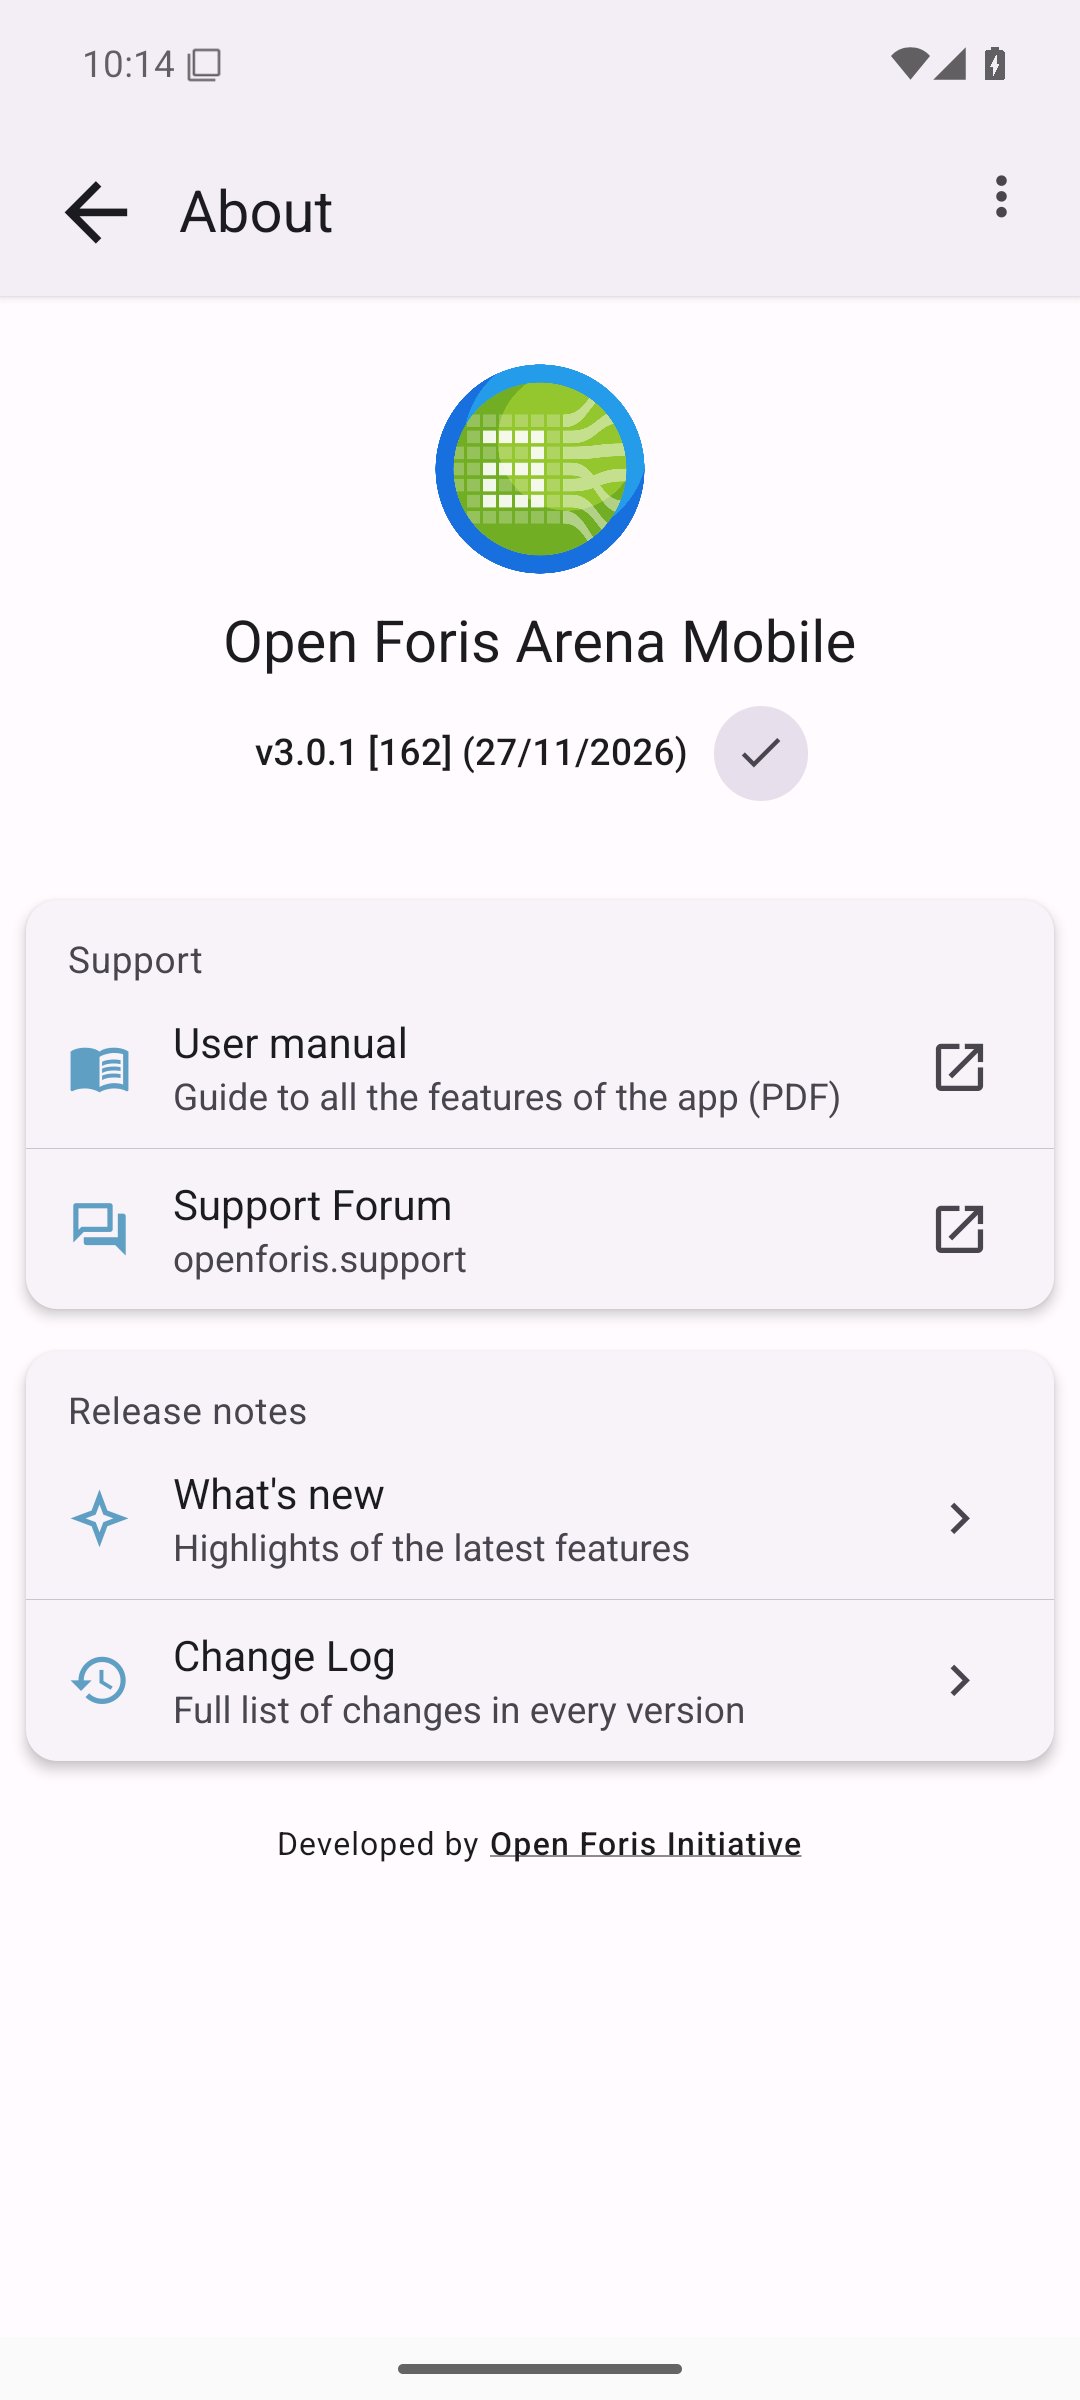 10:14
About
Open Foris Arena Mobile
v3.0.1 [162] (27/11/2026)
Support
User manual
Guide to all the features of the app (PDF)
Support Forum
openforis.support
Release notes
What's new
Highlights of the latest features
Change Log
Full list of changes in every version
Developed by Open Foris Initiative